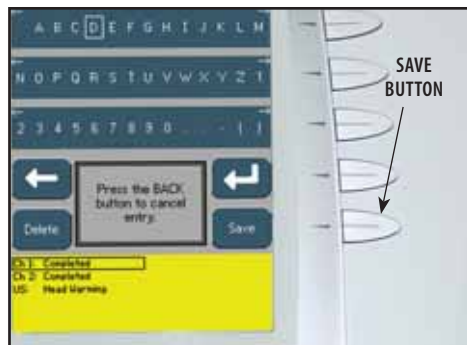 A B C D E F G H I J K L M
N O P Q R S T U V W X Y Z 1
2 3 4 5 6 7 8 9 0 . . - ( )
SAVE
BUTTON
Press the BACK
button to cancel
entry.
Delete
Save
Ch 1: Completed
Ch 2: Completed
US: Head Warming